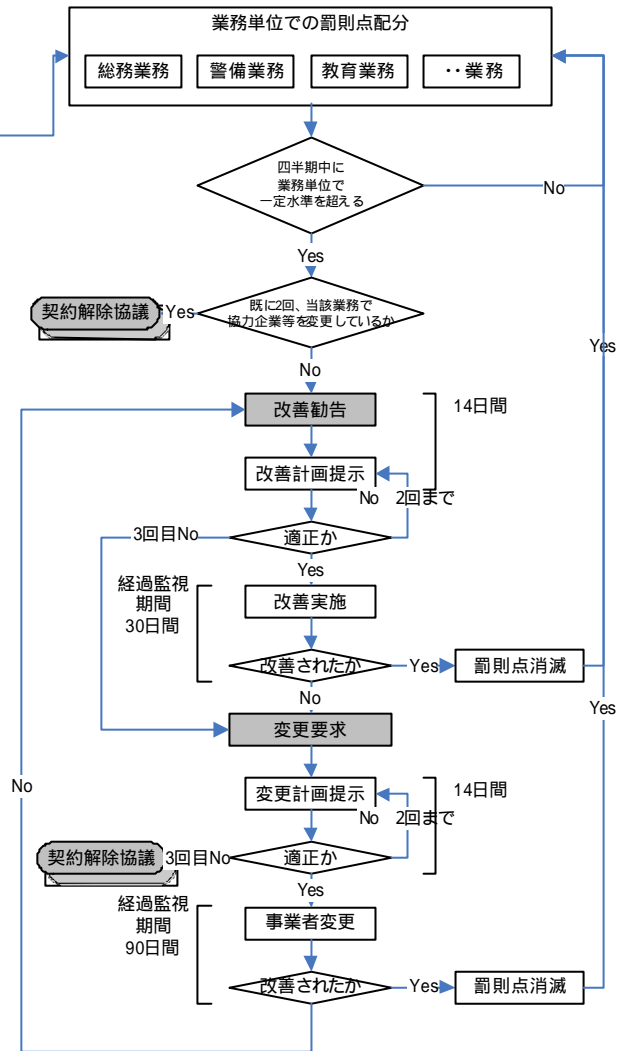 業務単位での罰則点配分
総務業務
警備業務
教育業務
・・業務
四半期中に
業務単位で
一定水準を超える
No
Yes
既に2回、当該業務で
協力企業等を変更しているか
Yes
契約解除協議
No
Yes
改善勧告
14日間
改善計画提示
No 2回まで
3回目No
適正か
Yes
経過監視
期間
30日間
改善実施
改善されたか
Yes
罰則点消滅
No
Yes
変更要求
No
変更計画提示
14日間
No 2回まで
契約解除協議
3回目No
適正か
Yes
経過監視
期間
90日間
事業者変更
改善されたか
Yes
罰則点消滅